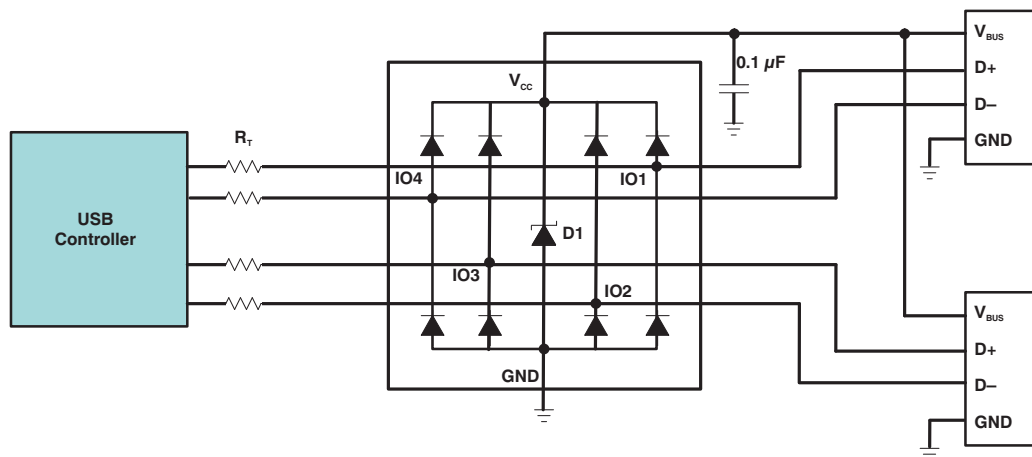 V_BUS
0.1 µF
D+
V_CC
D–
R_T
GND
IO4
IO1
USB
Controller
D1
IO3
IO2
V_BUS
D+
GND
D–
GND